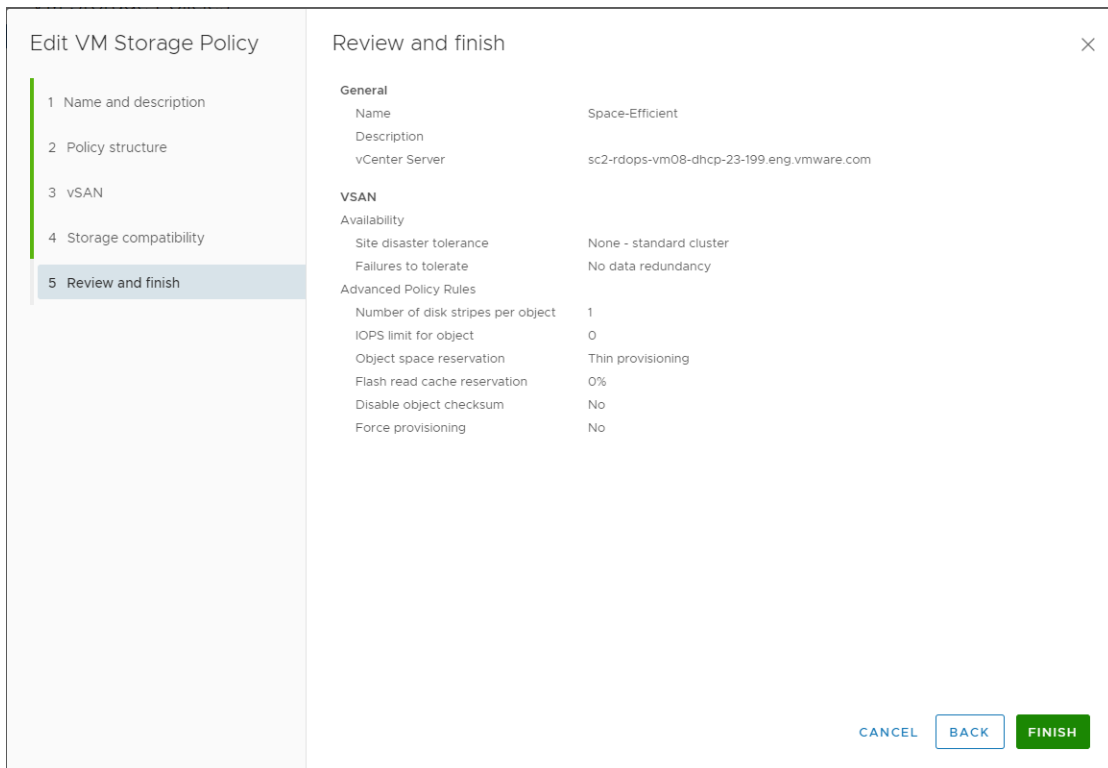 Edit VM Storage Policy
1 Name and description
2 Policy structure
3 vSAN
4 Storage compatibility
5 Review and finish
Review and finish
General
Name Space-Efficient
Description
vCenter Server sc2-rdops-vm08-dhcp-23-199.eng.vmware.com
VSAN
Availability
Site disaster tolerance None - standard cluster
Failures to tolerate No data redundancy
Advanced Policy Rules
Number of disk stripes per object 1
IOPS limit for object 0
Object space reservation Thin provisioning
Flash read cache reservation 0%
Disable object checksum No
Force provisioning No
CANCEL BACK FINISH